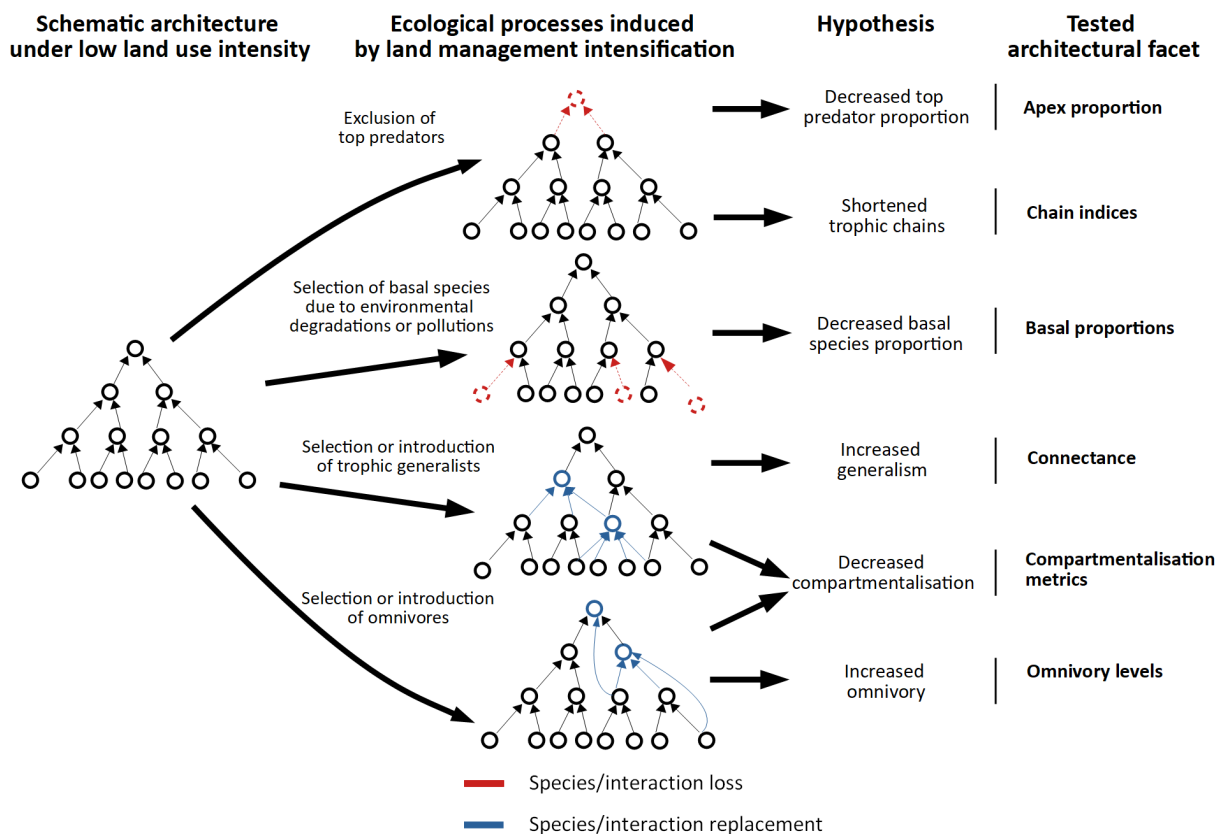 Schematic architecture
under low land use intensity
Ecological processes induced
by land management intensification
Hypothesis
Tested
architectural facet
Exclusion of
top predators
Decreased top
predator proportion
Apex proportion
Shortened
trophic chains
Chain indices
Selection of basal species
due to environmental
degradations or pollutions
Decreased basal
species proportion
Basal proportions
Selection or introduction
of trophic generalists
Increased
generalism
Connectance
Decreased
compartmentalisation
Compartmentalisation
metrics
Selection or introduction
of omnivores
Increased
omnivory
Omnivory levels
Species/interaction loss
Species/interaction replacement